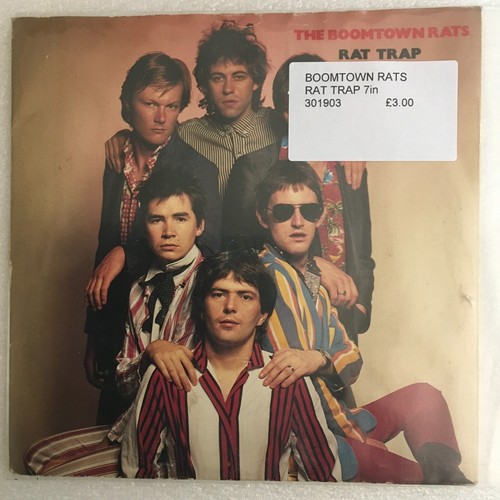 THE BOOMTOWN RATS
RAT TRAP
BOOMTOWN RATS
RAT TRAP 7in
301903 £3.00